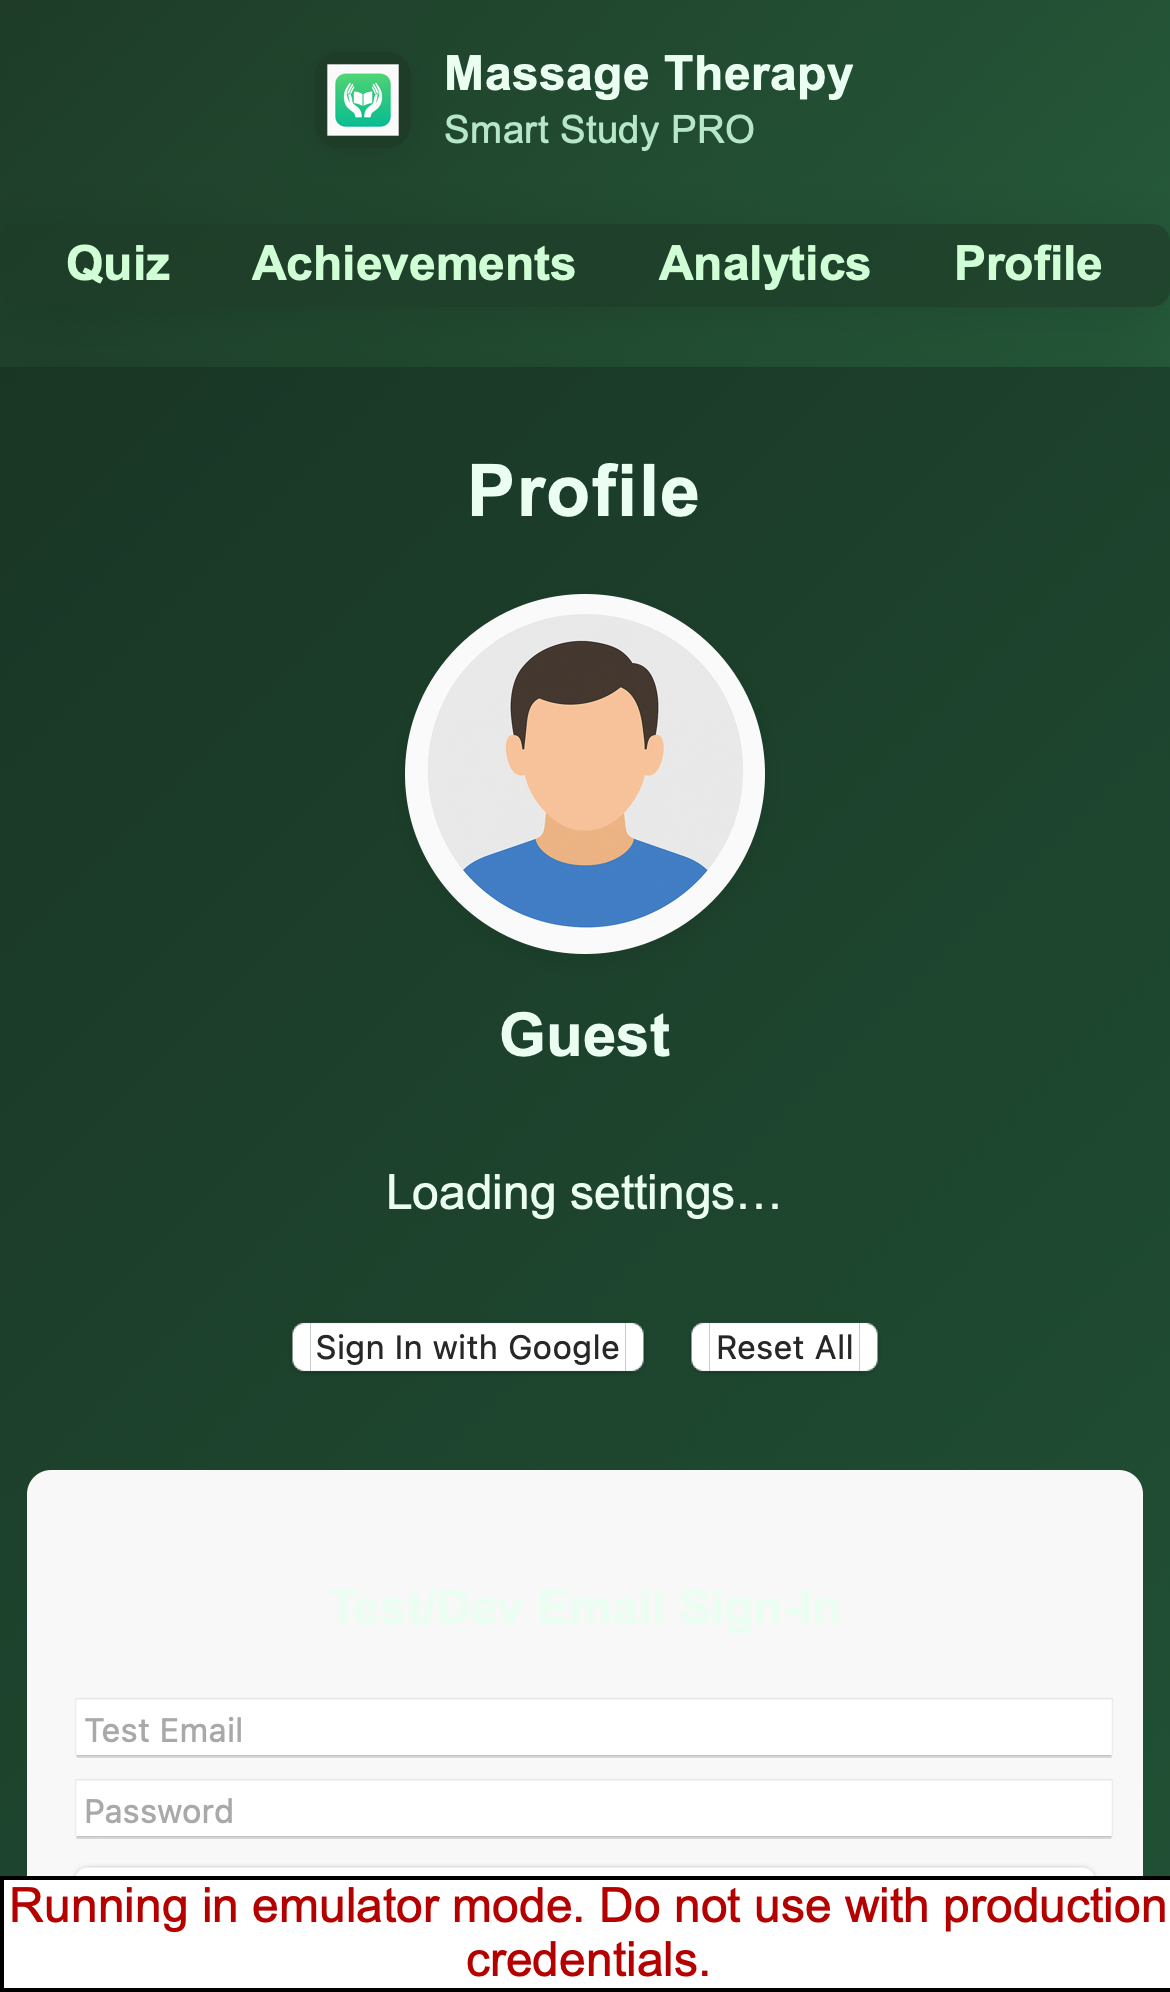 Massage Therapy
Smart Study PRO
Quiz Achievements Analytics Profile
Profile
Guest
Loading settings…
Sign In with Google Reset All
Test/Dev Email Sign-In
Test Email
Password
Running in emulator mode. Do not use with production
credentials.